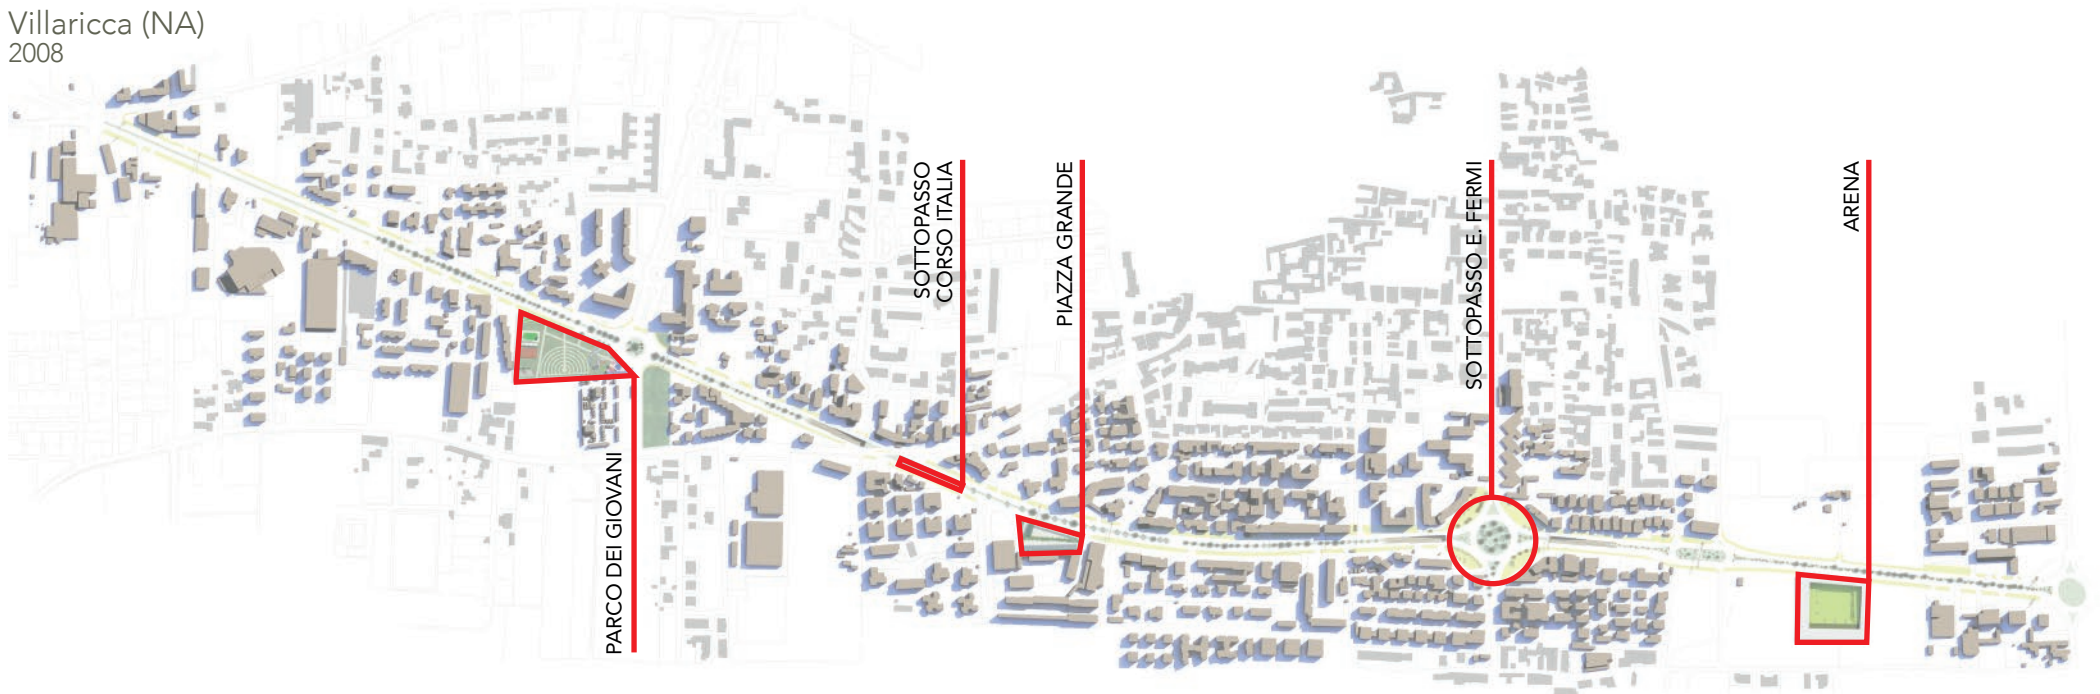 Villaricca (NA)
2008
PARCO DEI GIOVANI
SOTTOPASSO
CORSO ITALIA
PIAZZA GRANDE
SOTTOPASSO E. FERMI
ARENA